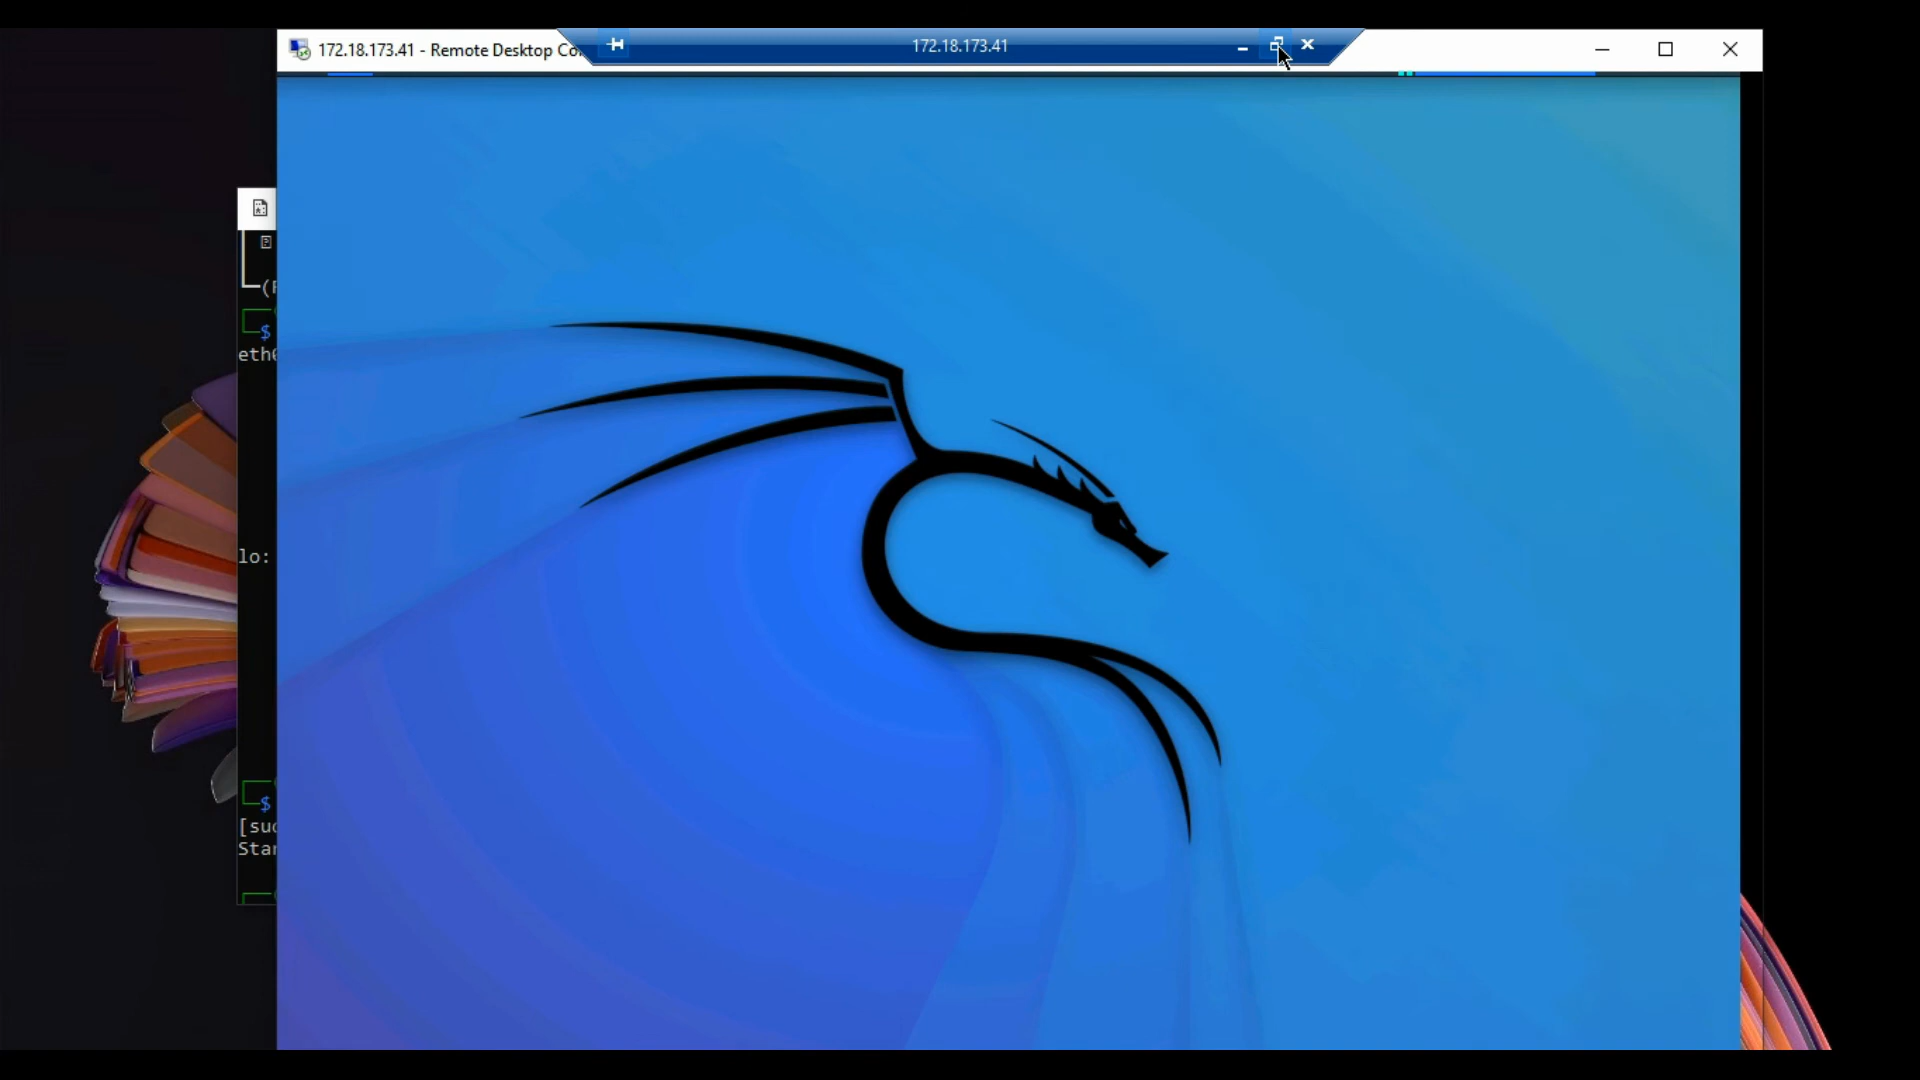 172.18.173.41 - Remote Desktop Co
172.18.173.41
$
eth
lo:
$
[su
Star